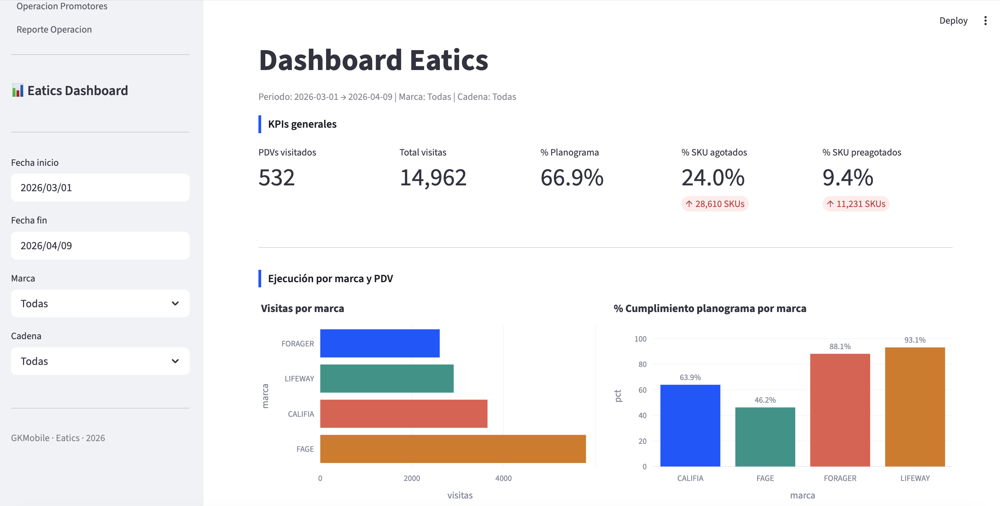 Operacion Promotores
Reporte Operacion
Eatics Dashboard
Fecha inicio
2026/03/01
Fecha fin
2026/04/09
Marca
Todas
Cadena
Todas
GKMobile · Eatics · 2026
Deploy
Dashboard Eatics
Periodo: 2026-03-01 → 2026-04-09 | Marca: Todas | Cadena: Todas
KPIs generales
PDVs visitados
532
Total visitas
14,962
% Planograma
66.9%
% SKU agotados
24.0%
↑ 28,610 SKUs
% SKU preagotados
9.4%
↑ 11,231 SKUs
Ejecución por marca y PDV
Visitas por marca
marca
FORAGER
LIFEWAY
CALIFIA
FAGE
0 2000 4000
visitas
% Cumplimiento planograma por marca
pct
100
80
60
40
20
0
63.9%
46.2%
88.1%
93.1%
CALIFIA FAGE FORAGER LIFEWAY
marca